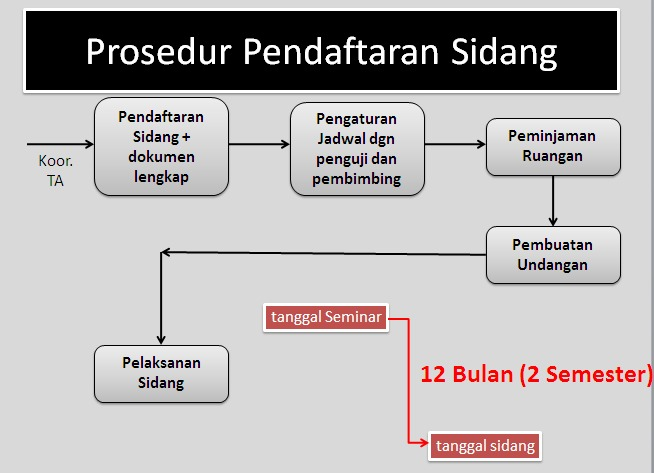 Prosedur Pendaftaran Sidang
Koor.
TA
Pendaftaran
Sidang +
dokumen
lengkap
Pengaturan
Jadwal dgn
penguji dan
pembimbing
Peminjaman
Ruangan
Pembuatan
Undangan
Pelaksanan
Sidang
tanggal Seminar
12 Bulan (2 Semester)
tanggal sidang